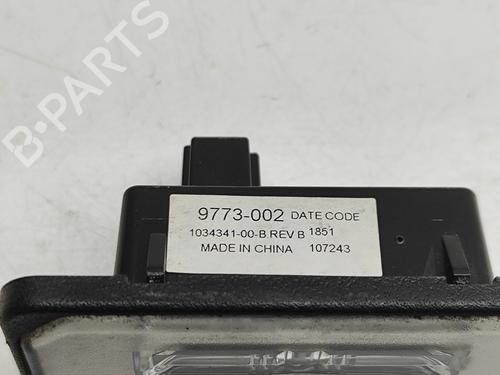 B-PARTS
9773-002 DATE CODE
1034341-00-B REV B 1851
MADE IN CHINA 107243